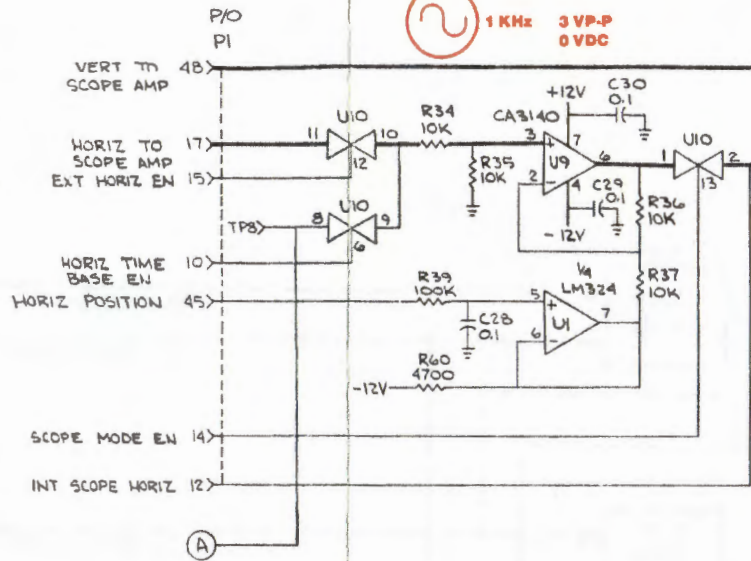 P/O
P1
1 KHz 3 VP-P
0 VDC
VERT TO 48
SCOPE AMP
HORIZ TO 17
SCOPE AMP
EXT HORIZ EN 15
TP8
HORIZ TIME 10
BASE EN
HORIZ POSITION 45
SCOPE MODE EN 14
INT SCOPE HORIZ 12
A
U10
11 10
12
U10
8 9
6
R34
10K
R35
10K
+12V
C30
0.1
CA3140
3 +
7
U9
6
2 -
4
C29
0.1
-12V
U10
1 2
13
R36
10K
R37
10K
R39
100K
C28
0.1
1/4
LM324
5 +
U1
7
6 -
R60
4700
-12V